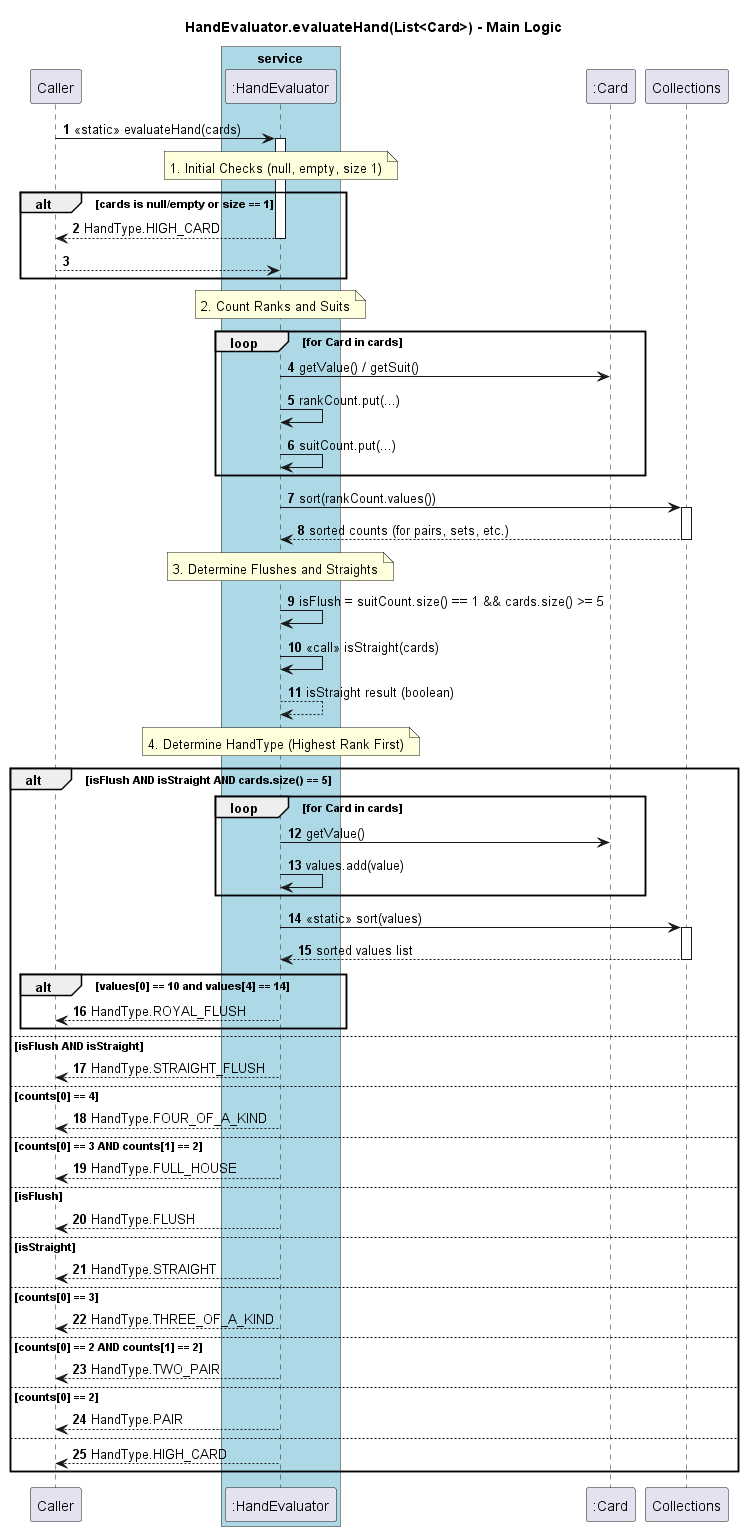 HandEvaluator.evaluateHand(List<Card>) - Main Logic
service
Caller
:HandEvaluator
:Card
Collections
1 «static» evaluateHand(cards)
1. Initial Checks (null, empty, size 1)
alt [cards is null/empty or size == 1]
2 HandType.HIGH_CARD
3
2. Count Ranks and Suits
loop [for Card in cards]
4 getValue() / getSuit()
5 rankCount.put(...)
6 suitCount.put(...)
7 sort(rankCount.values())
8 sorted counts (for pairs, sets, etc.)
3. Determine Flushes and Straights
9 isFlush = suitCount.size() == 1 && cards.size() >= 5
10 «call» isStraight(cards)
11 isStraight result (boolean)
4. Determine HandType (Highest Rank First)
alt [isFlush AND isStraight AND cards.size() == 5]
loop [for Card in cards]
12 getValue()
13 values.add(value)
14 «static» sort(values)
15 sorted values list
alt [values[0] == 10 and values[4] == 14]
16 HandType.ROYAL_FLUSH
[isFlush AND isStraight]
17 HandType.STRAIGHT_FLUSH
[counts[0] == 4]
18 HandType.FOUR_OF_A_KIND
[counts[0] == 3 AND counts[1] == 2]
19 HandType.FULL_HOUSE
[isFlush]
20 HandType.FLUSH
[isStraight]
21 HandType.STRAIGHT
[counts[0] == 3]
22 HandType.THREE_OF_A_KIND
[counts[0] == 2 AND counts[1] == 2]
23 HandType.TWO_PAIR
[counts[0] == 2]
24 HandType.PAIR
25 HandType.HIGH_CARD
Caller
:HandEvaluator
:Card
Collections